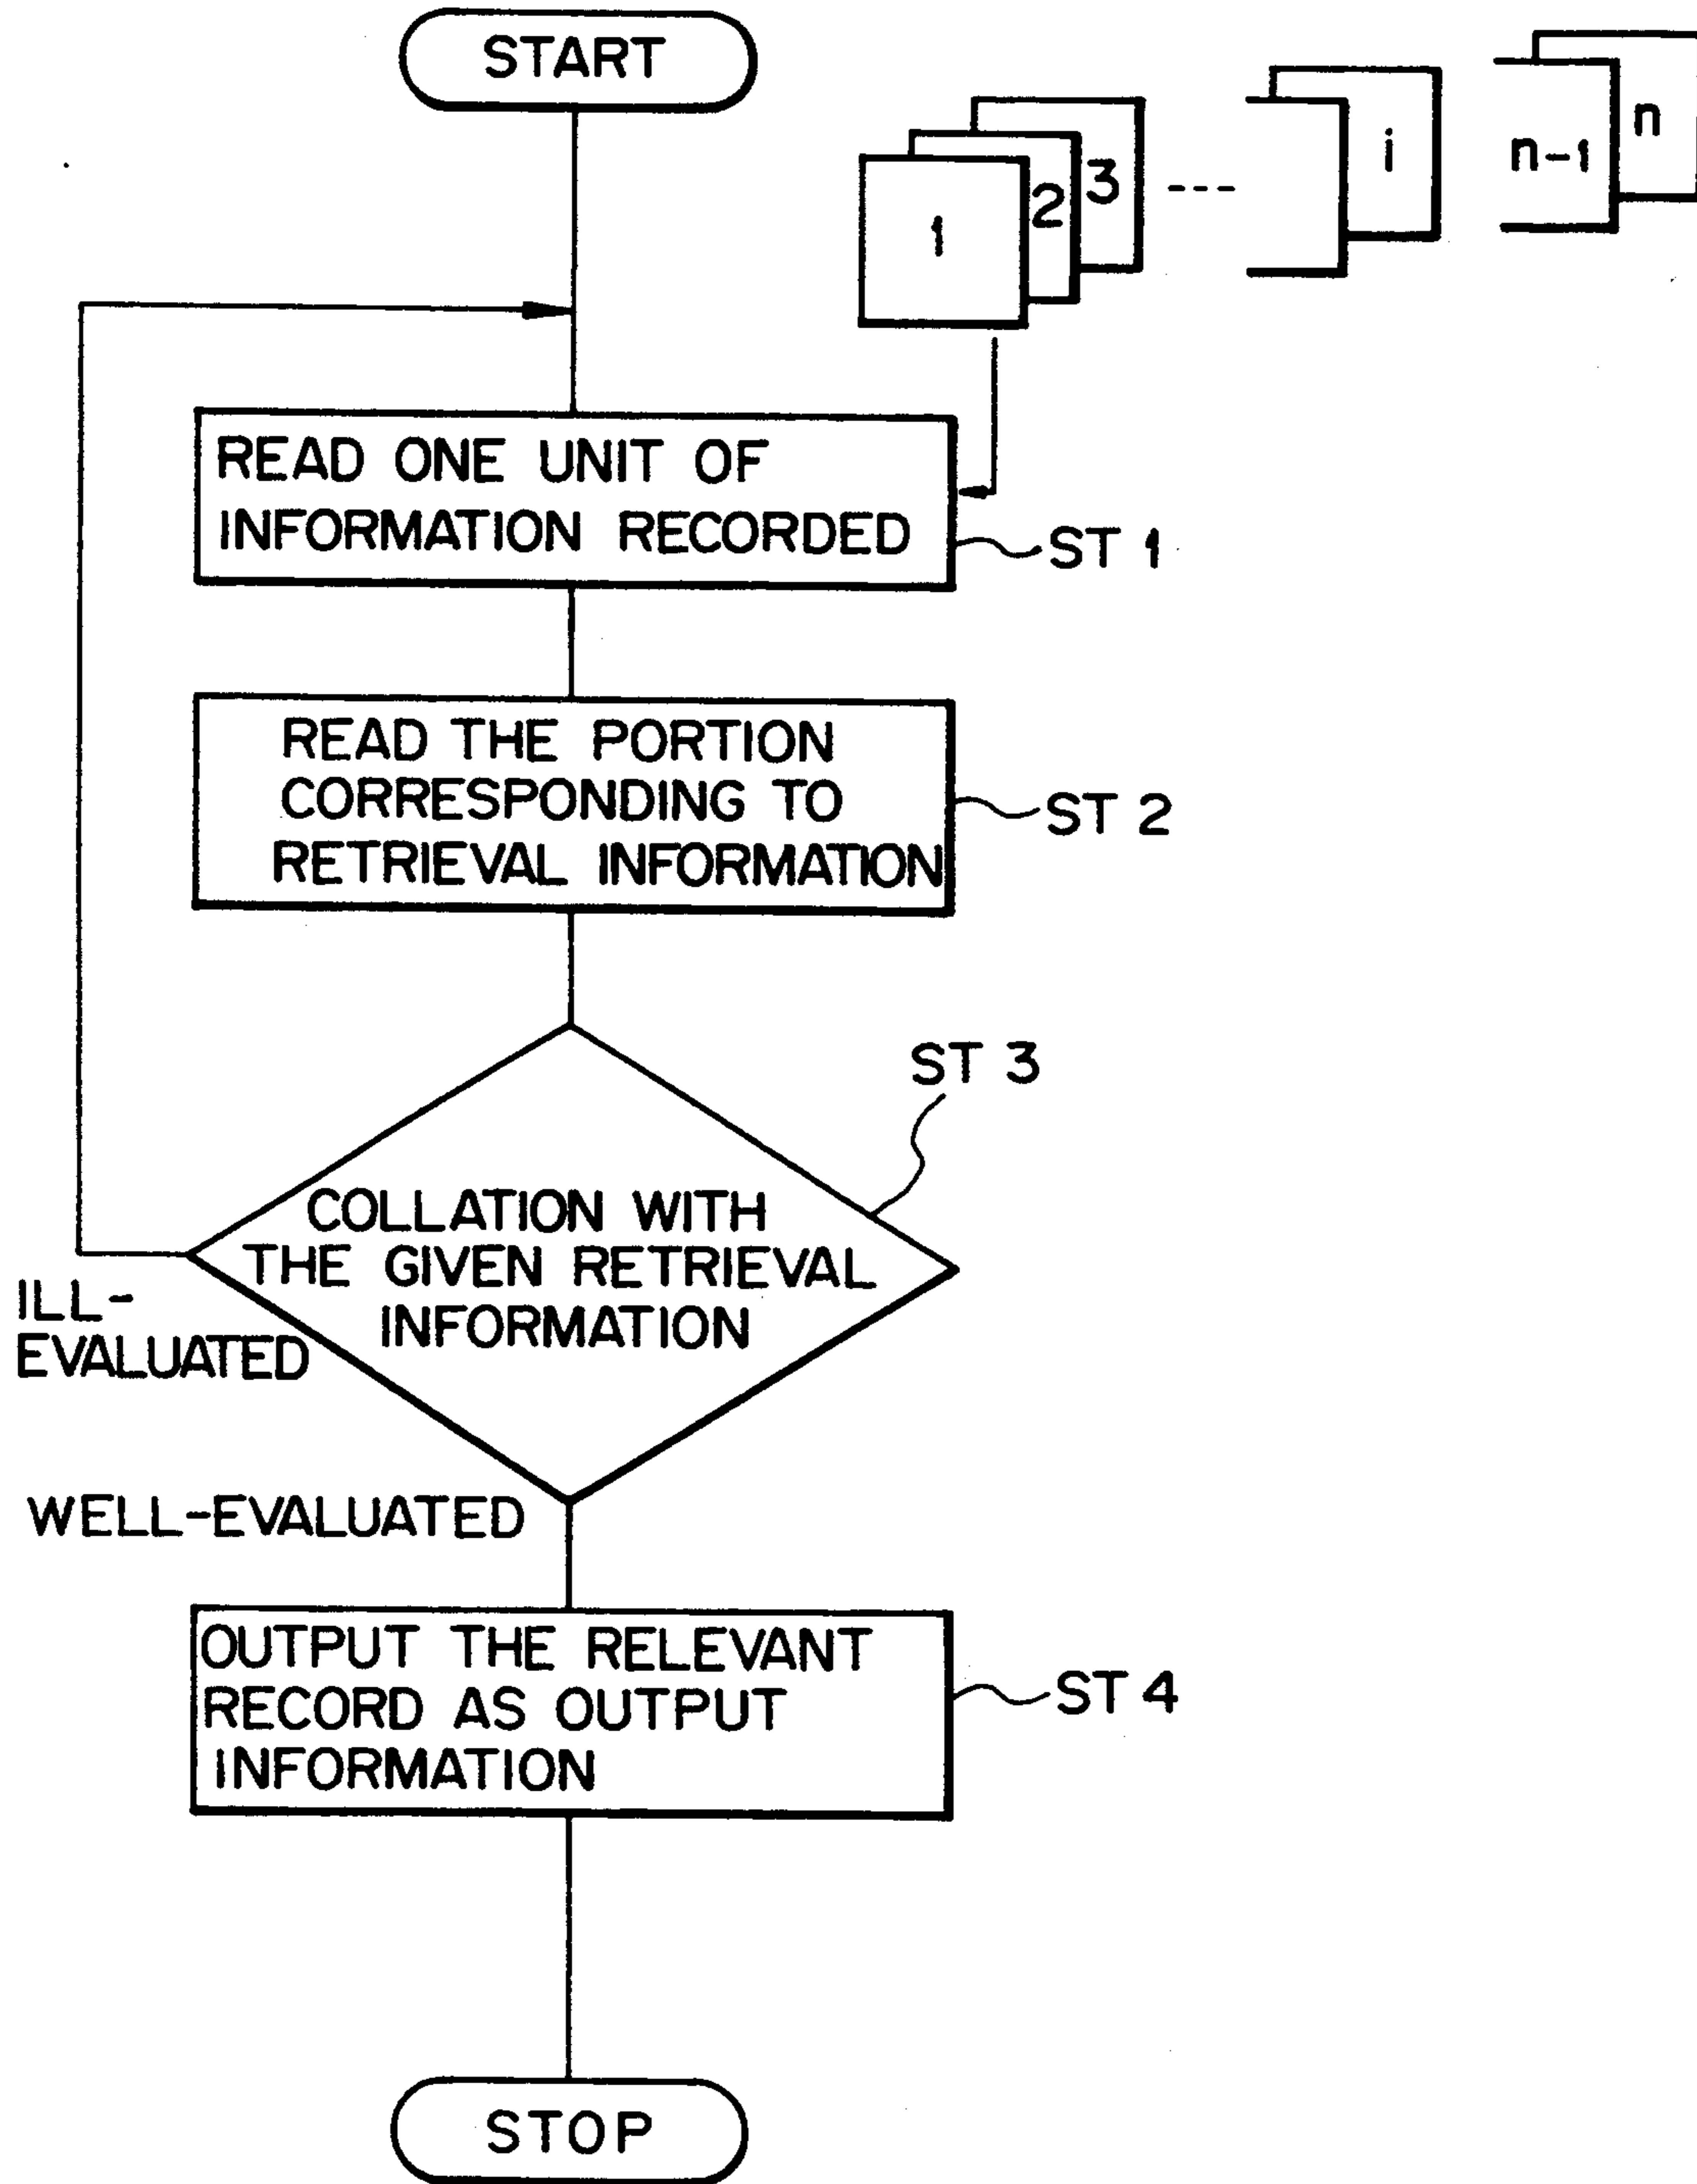 START
1
2
3
---
i
n-1
n
READ ONE UNIT OF
INFORMATION RECORDED
ST 1
READ THE PORTION
CORRESPONDING TO
RETRIEVAL INFORMATION
ST 2
ST 3
COLLATION WITH
THE GIVEN RETRIEVAL
INFORMATION
ILL-
EVALUATED
WELL-EVALUATED
OUTPUT THE RELEVANT
RECORD AS OUTPUT
INFORMATION
ST 4
STOP